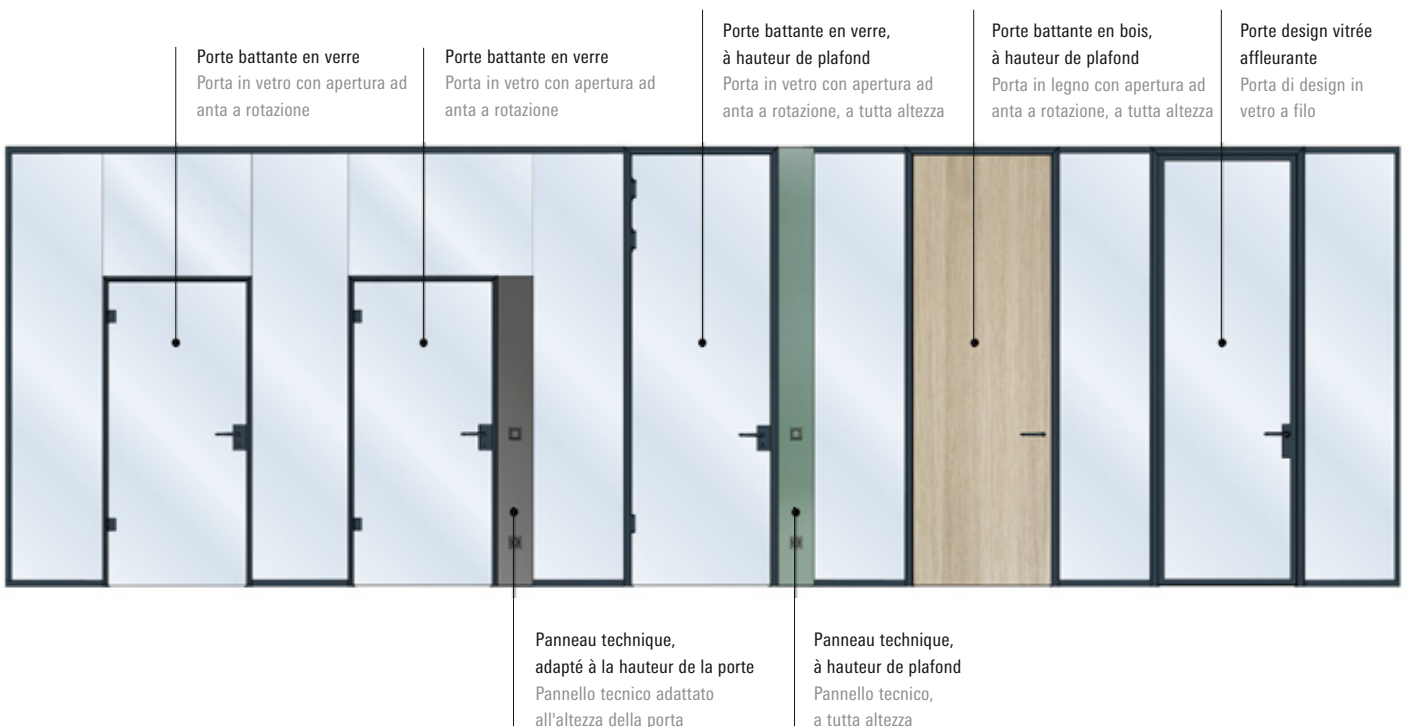 Porte battante en verre
Porta in vetro con apertura ad
anta a rotazione
Porte battante en verre
Porta in vetro con apertura ad
anta a rotazione
Porte battante en verre,
à hauteur de plafond
Porta in vetro con apertura ad
anta a rotazione, a tutta altezza
Porte battante en bois,
à hauteur de plafond
Porta in legno con apertura ad
anta a rotazione, a tutta altezza
Porte design vitrée
affleurante
Porta di design in
vetro a filo
Panneau technique,
adapté à la hauteur de la porte
Pannello tecnico adattato
all'altezza della porta
Panneau technique,
à hauteur de plafond
Pannello tecnico,
a tutta altezza